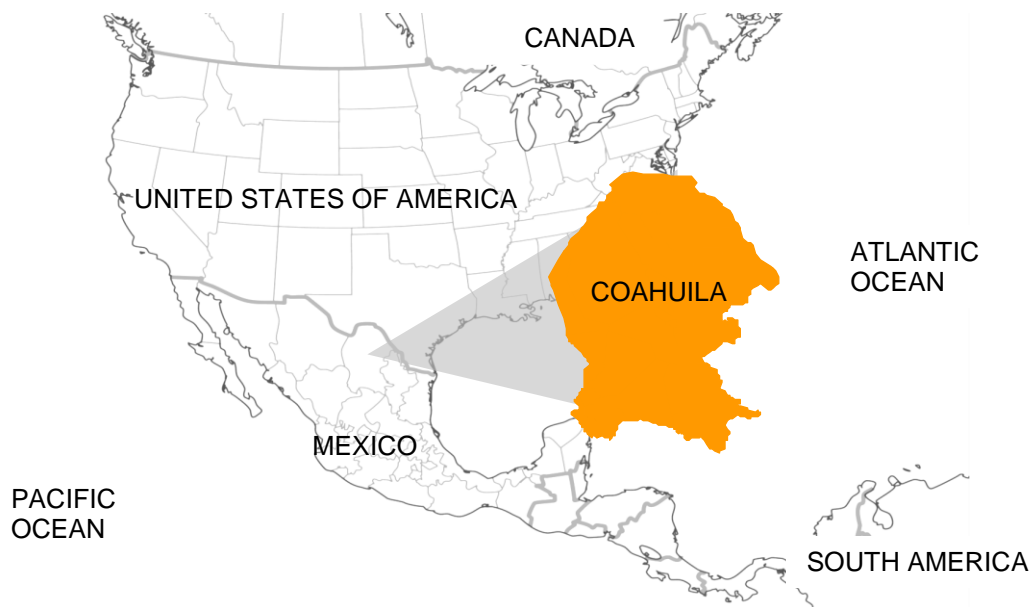 CANADA
UNITED STATES OF AMERICA
ATLANTIC
OCEAN
COAHUILA
MEXICO
PACIFIC
OCEAN
SOUTH AMERICA